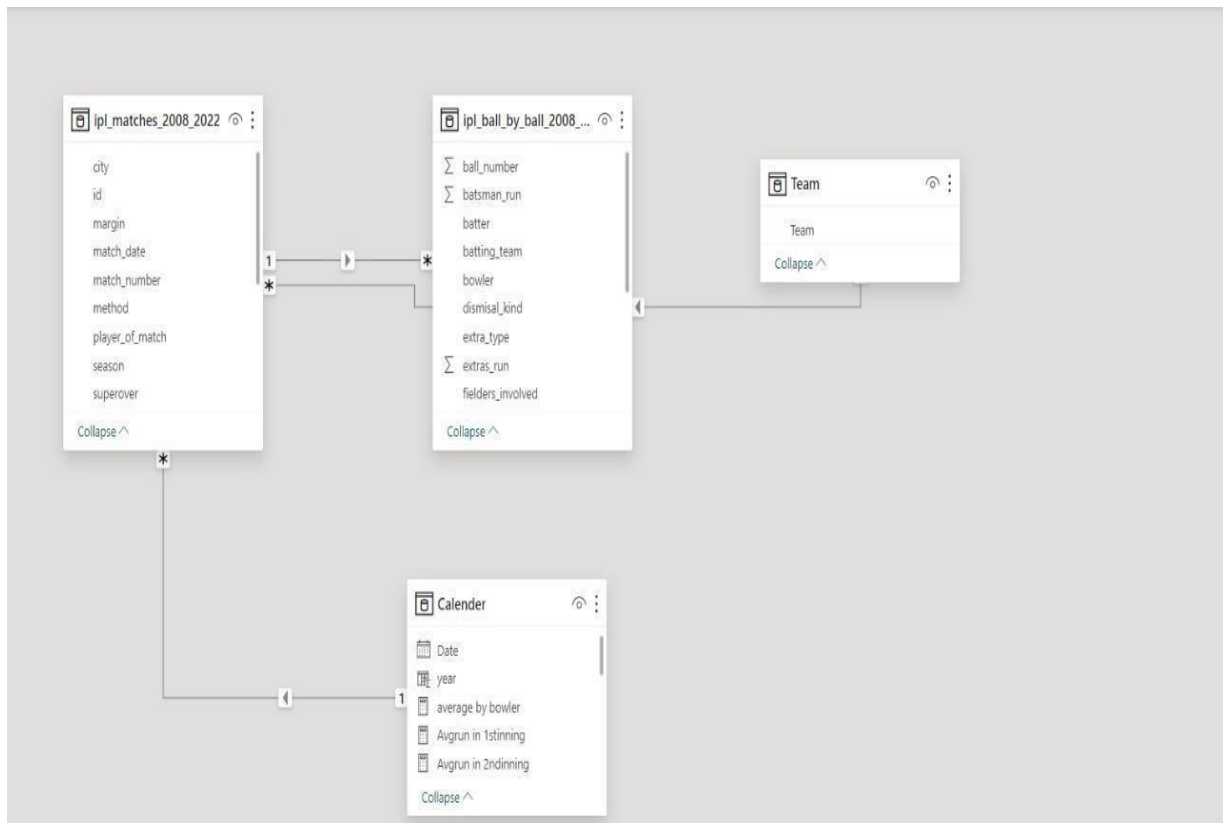 ipl_matches_2008_2022
city
id
margin
match_date
match_number
method
player_of_match
season
superover
Collapse
1
*
*
*
ipl_ball_by_ball_2008_...
ball_number
batsman_run
batter
batting_team
bowler
dismisal_kind
extra_type
extras_run
fielders_involved
Collapse
*
Team
Team
Collapse
Calender
Date
year
average by bowler
Avgrun in 1stinning
Avgrun in 2ndinning
Collapse
1